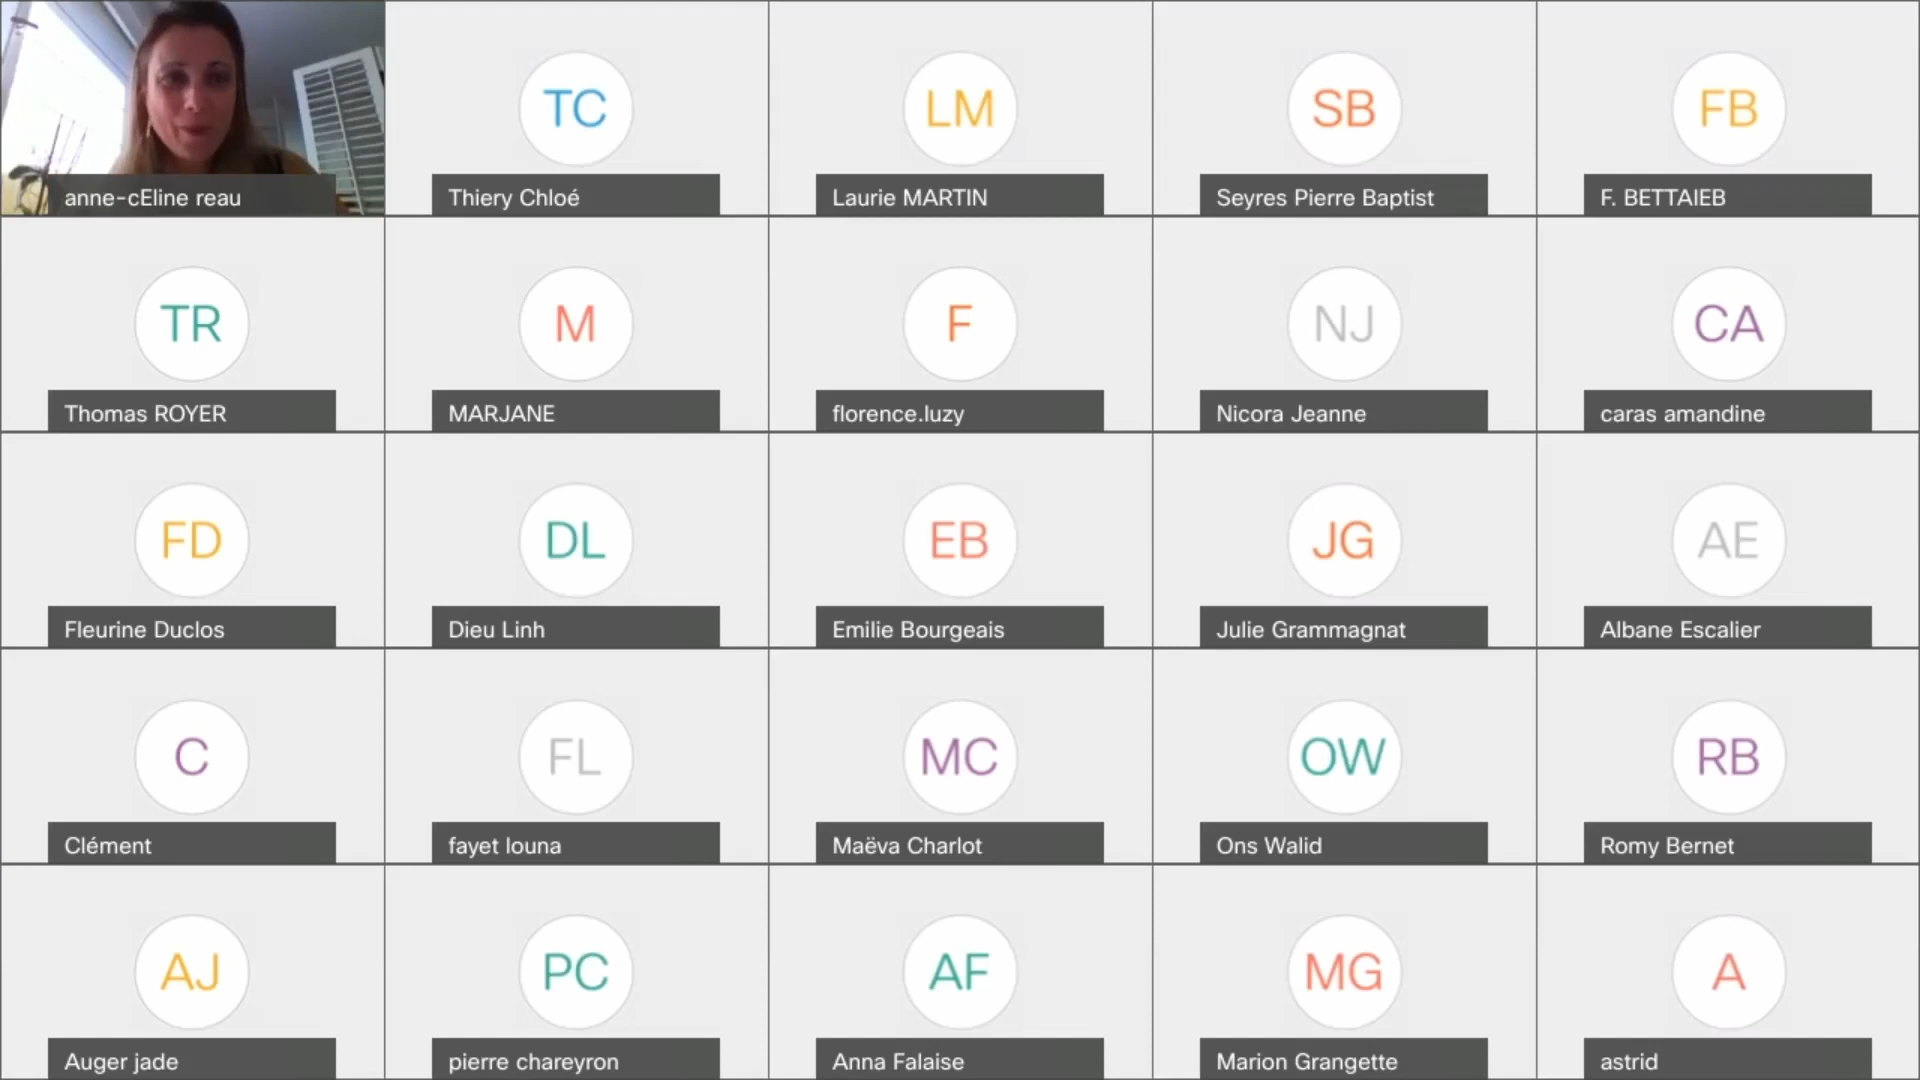 anne-cEline reau
TC
Thiery Chloé
LM
Laurie MARTIN
SB
Seyres Pierre Baptist
FB
F. BETTAIEB
TR
Thomas ROYER
M
MARJANE
F
florence.luzy
NJ
Nicora Jeanne
CA
caras amandine
FD
Fleurine Duclos
DL
Dieu Linh
EB
Emilie Bourgeais
JG
Julie Grammagnat
AE
Albane Escalier
C
Clément
FL
fayet louna
MC
Maëva Charlot
OW
Ons Walid
RB
Romy Bernet
AJ
Auger jade
PC
pierre chareyron
AF
Anna Falaise
MG
Marion Grangette
A
astrid